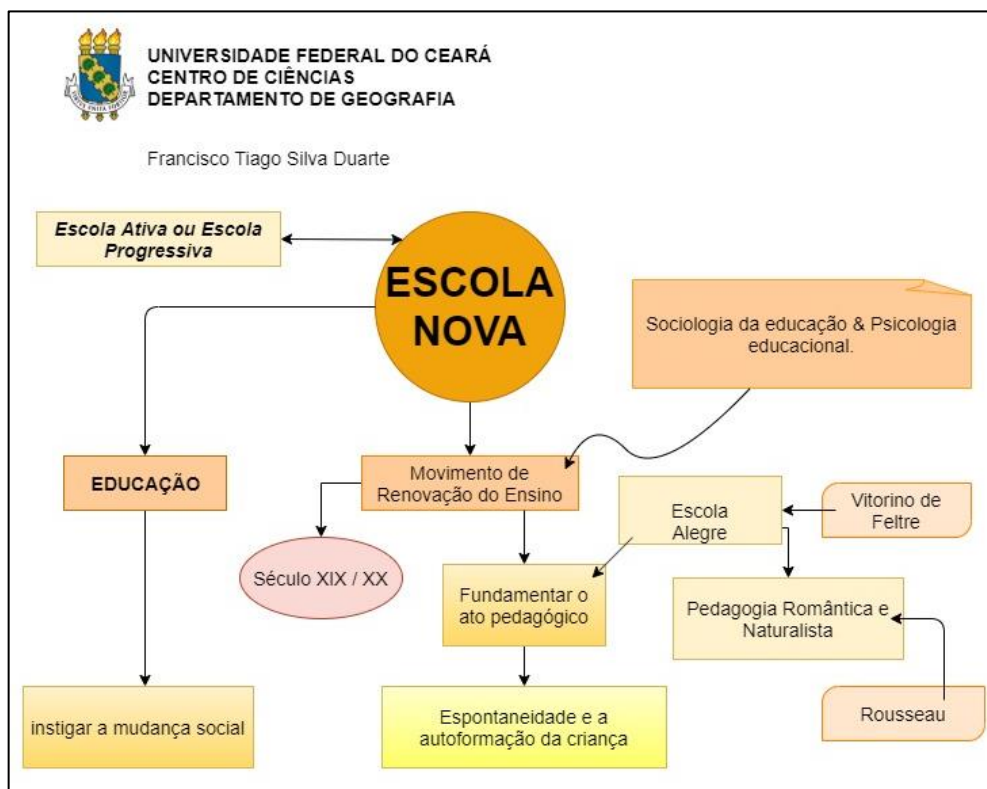 UNIVERSIDADE FEDERAL DO CEARÁ
CENTRO DE CIÊNCIAS
DEPARTAMENTO DE GEOGRAFIA
Francisco Tiago Silva Duarte
Escola Ativa ou Escola
Progressiva
ESCOLA
NOVA
Sociologia da educação & Psicologia
educacional.
EDUCAÇÃO
Movimento de
Renovação do Ensino
Escola
Alegre
Vitorino de
Feltre
Século XIX / XX
Fundamentar o
ato pedagógico
Pedagogia Romântica e
Naturalista
instigar a mudança social
Espontaneidade e a
autoformação da criança
Rousseau